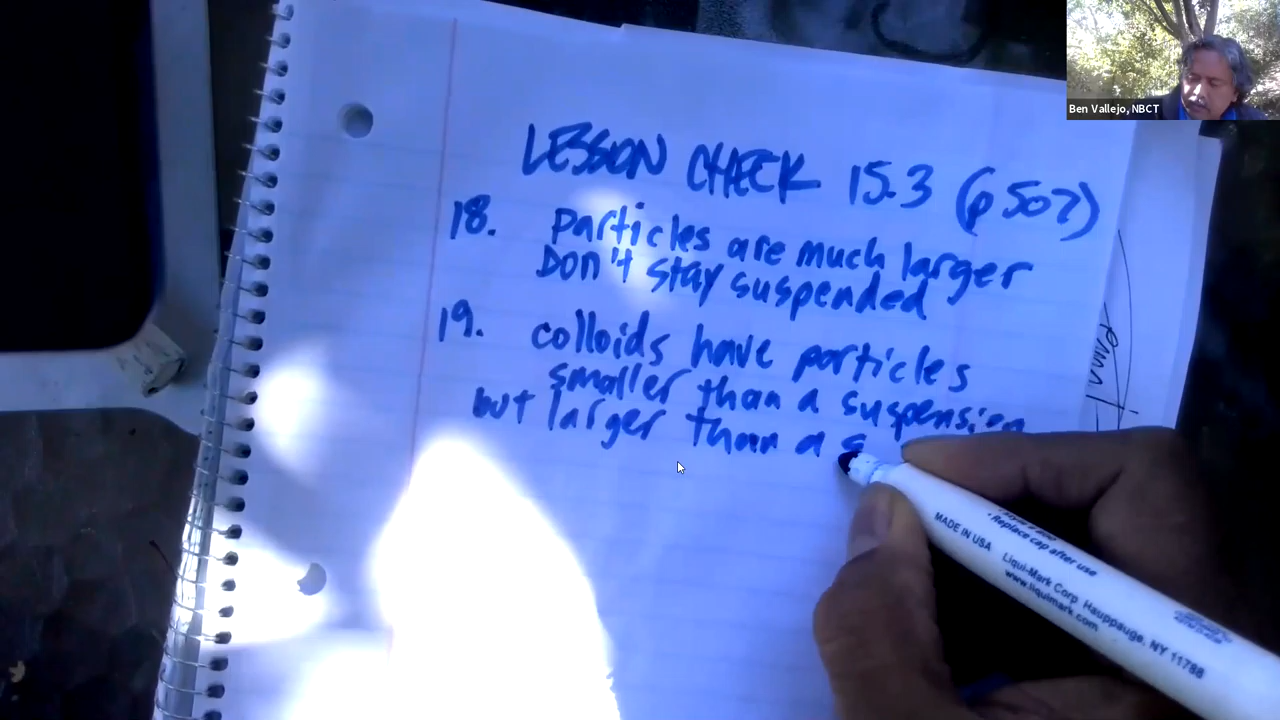 Ben Vallejo, NBCT
LESSON CHECK 15.3 (p507)
18. particles are much larger
Don't stay suspended
19. colloids have particles
smaller than a suspension
but larger than a s
Replace cap after use
MADE IN USA Liqui-Mark Corp Hauppauge, NY 11788
www.liquimark.com